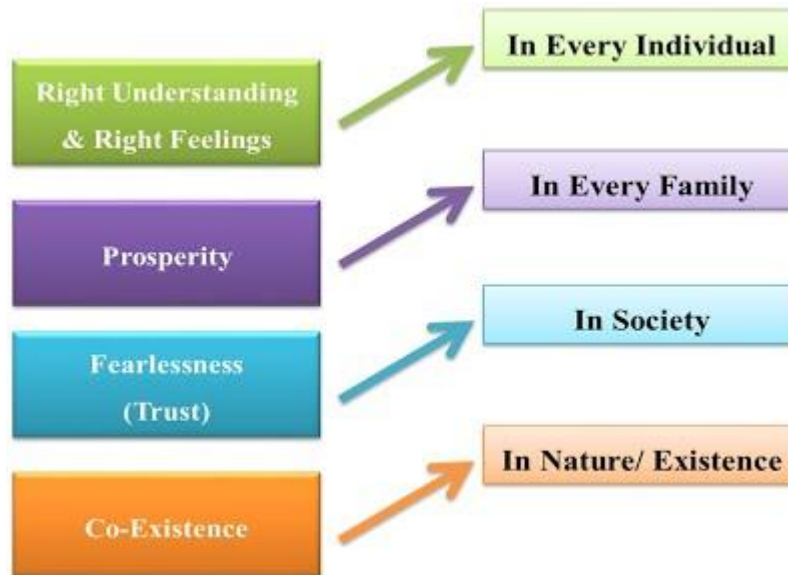 Right Understanding
& Right Feelings
In Every Individual
Prosperity
In Every Family
Fearlessness
(Trust)
In Society
Co-Existence
In Nature/ Existence